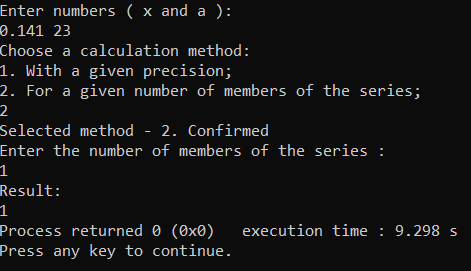 Enter numbers ( x and a ):
0.141 23
Choose a calculation method:
1. With a given precision;
2. For a given number of members of the series;
2
Selected method - 2. Confirmed
Enter the number of members of the series :
1
Result:
1
Process returned 0 (0x0)   execution time : 9.298 s
Press any key to continue.